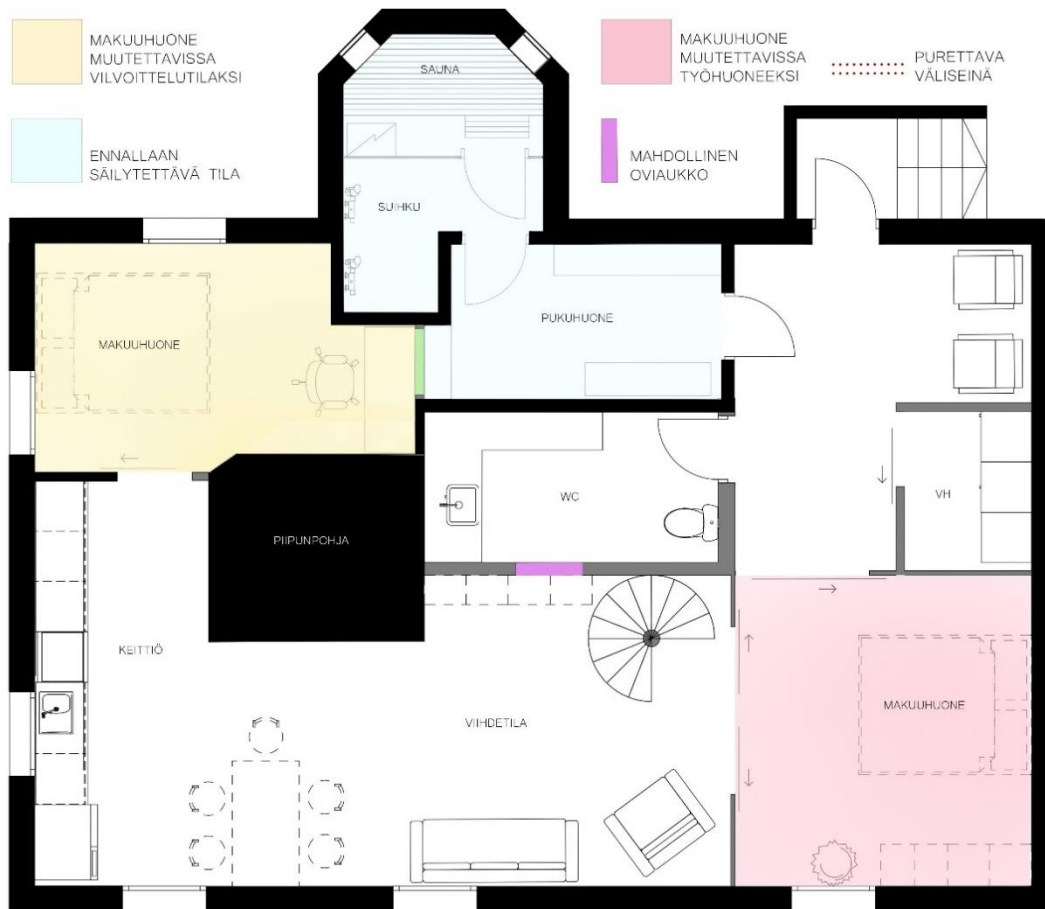 MAKUUHUONE
MUUTETTAVISSA
VILVOITTELUTILAKSI
ENNALLAAN
SÄILYTETTÄVÄ TILA
MAKUUHUONE
MUUTETTAVISSA
TYÖHUONEEKSI
PURETTAVA
VÄLISEINÄ
MAHDOLLINEN
OVIAUKKO
SAUNA
SUIHKU
PUKUHUONE
MAKUUHUONE
WC
VH
PIIPUNPOHJA
KEITTIÖ
VIIHDETILA
MAKUUHUONE